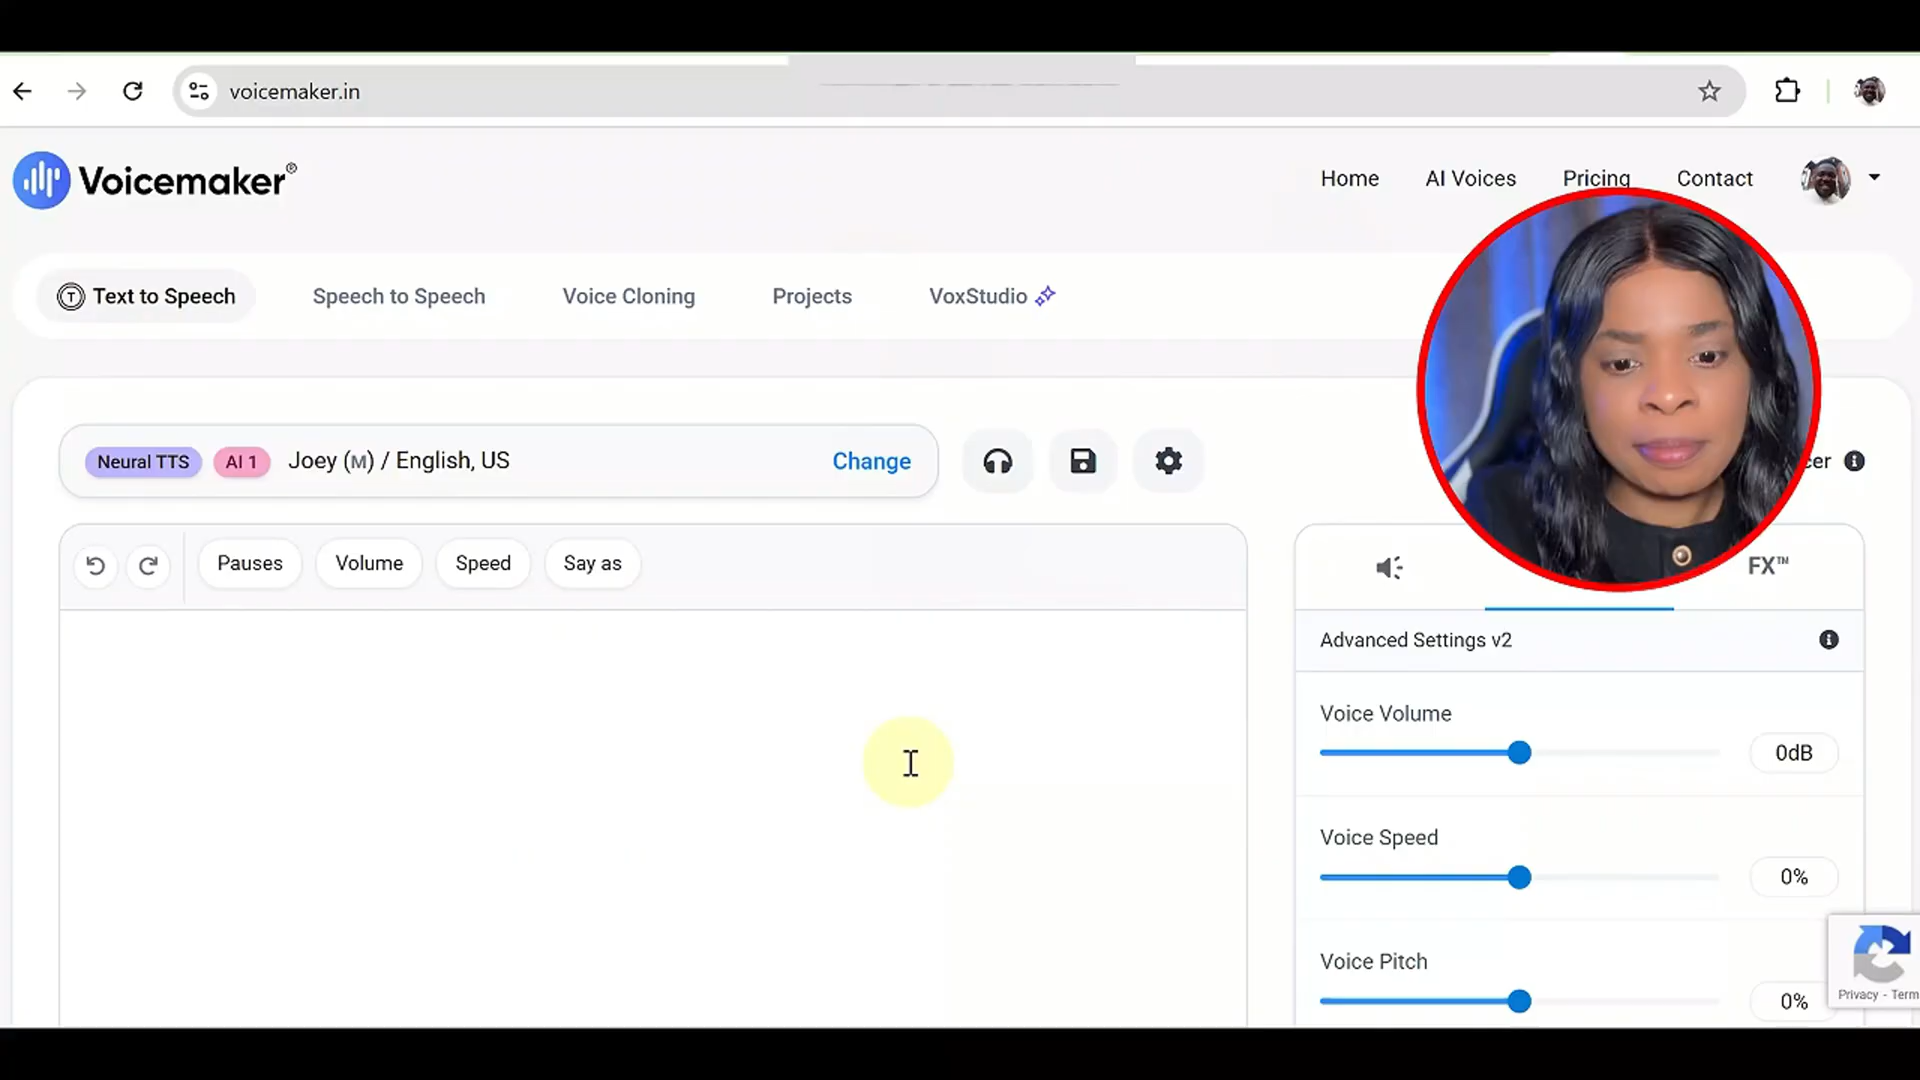 voicemaker.in
Voicemaker®
Home AI Voices Pricing Contact
Text to Speech Speech to Speech Voice Cloning Projects VoxStudio
Neural TTS AI 1 Joey (M) / English, US Change
Pauses Volume Speed Say as
FX™
Advanced Settings v2
Voice Volume
0dB
Voice Speed
0%
Voice Pitch
0%
Privacy - Term